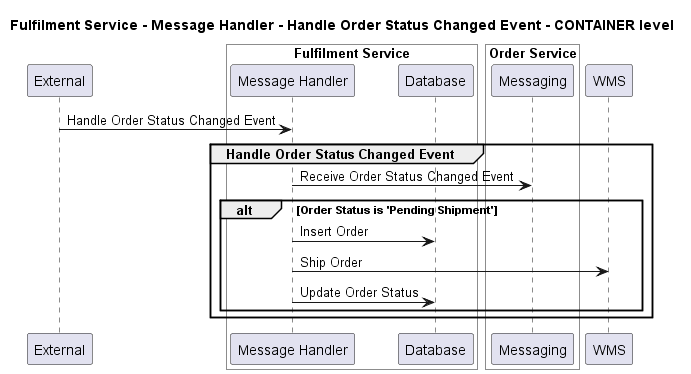 Fulfilment Service - Message Handler - Handle Order Status Changed Event - CONTAINER level
Fulfilment Service
Order Service
External
Message Handler
Database
Messaging
WMS
Handle Order Status Changed Event
Handle Order Status Changed Event
Receive Order Status Changed Event
alt
[Order Status is 'Pending Shipment']
Insert Order
Ship Order
Update Order Status
External
Message Handler
Database
Messaging
WMS